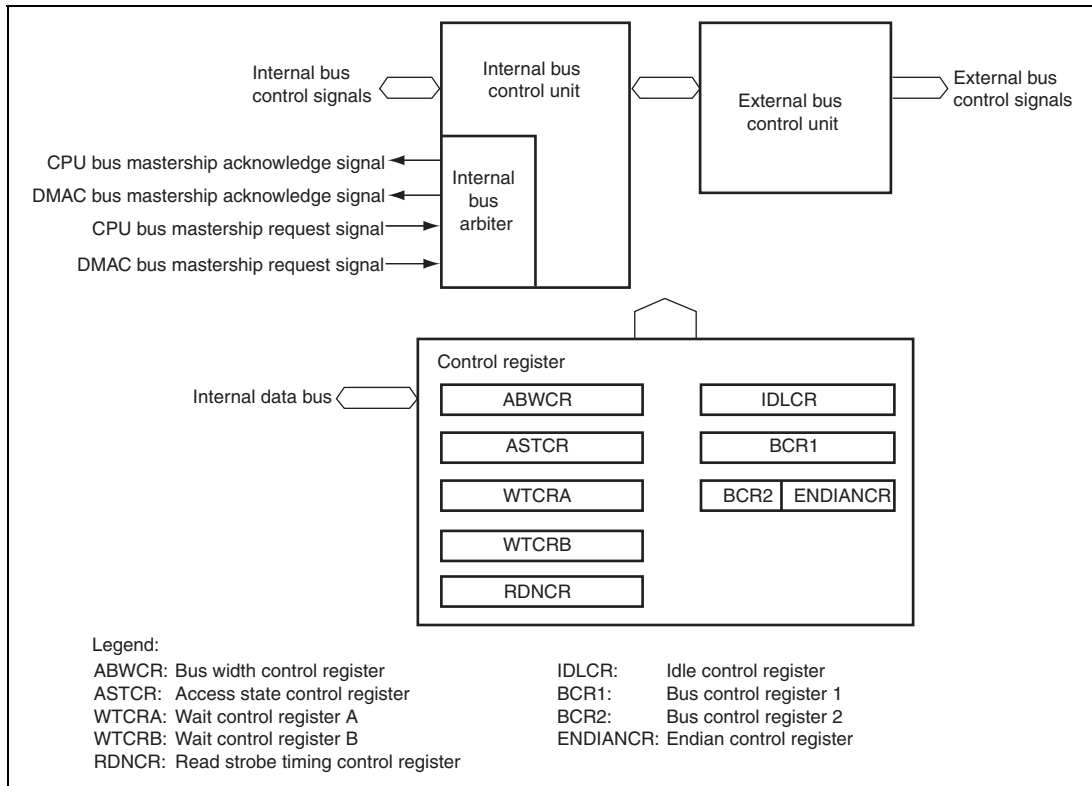 Internal bus
control signals
Internal bus
control unit
External bus
control unit
External bus
control signals
CPU bus mastership acknowledge signal
DMAC bus mastership acknowledge signal
CPU bus mastership request signal
DMAC bus mastership request signal
Internal
bus
arbiter
Control register
Internal data bus
ABWCR
IDLCR
ASTCR
BCR1
WTCRA
BCR2
ENDIANCR
WTCRB
RDNCR
Legend:
ABWCR: Bus width control register
ASTCR: Access state control register
WTCRA: Wait control register A
WTCRB: Wait control register B
RDNCR: Read strobe timing control register
IDLCR: Idle control register
BCR1: Bus control register 1
BCR2: Bus control register 2
ENDIANCR: Endian control register